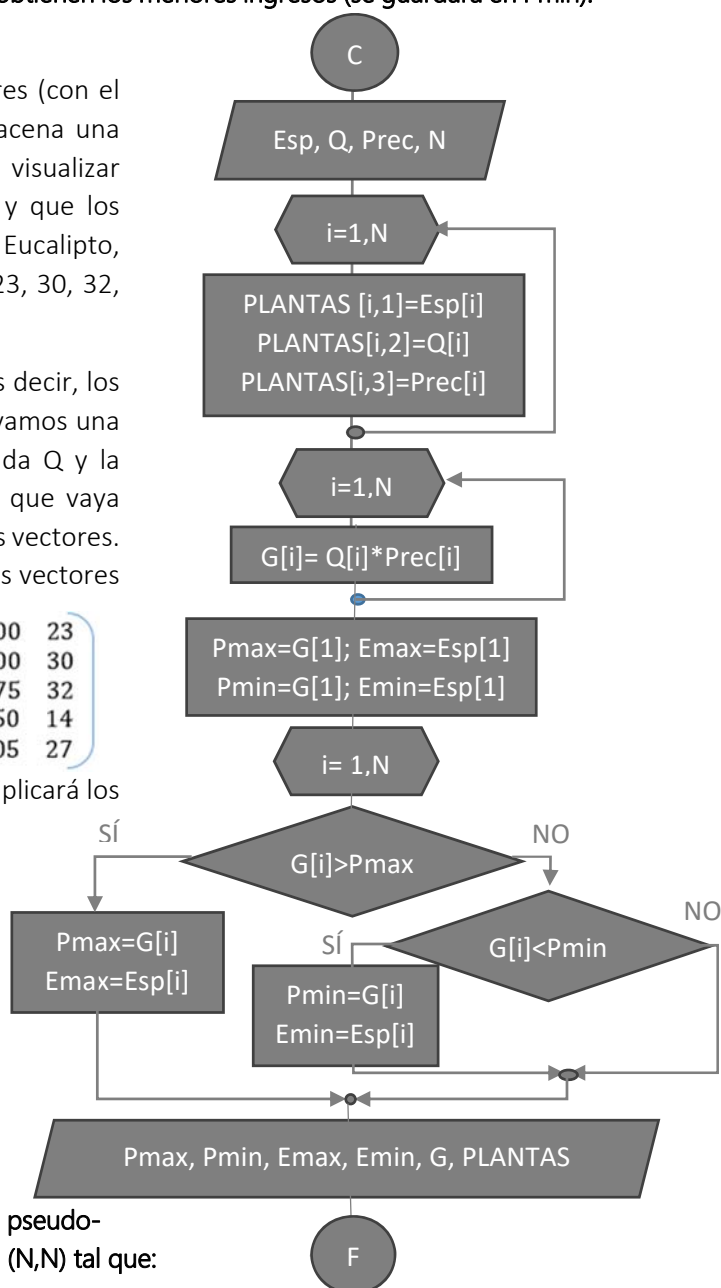 obtienen los menores ingresos (se guardará en Pmin).
C
res (con el
acena una
Esp, Q, Prec, N
visualizar
y que los
i=1,N
Eucalipto,
23, 30, 32,
PLANTAS [i,1]=Esp[i]
PLANTAS[i,2]=Q[i]
PLANTAS[i,3]=Prec[i]
s decir, los
vamos una
da Q y la
que vaya
s vectores.
s vectores
i=1,N
G[i]= Q[i]*Prec[i]
00 23
00 30
75 32
50 14
05 27
plicará los
Pmax=G[1]; Emax=Esp[1]
Pmin=G[1]; Emin=Esp[1]
i= 1,N
SÍ
NO
G[i]>Pmax
NO
Pmax=G[i]
Emax=Esp[i]
SÍ
G[i]<Pmin
Pmin=G[i]
Emin=Esp[i]
Pmax, Pmin, Emax, Emin, G, PLANTAS
pseudo-
(N,N) tal que:
F